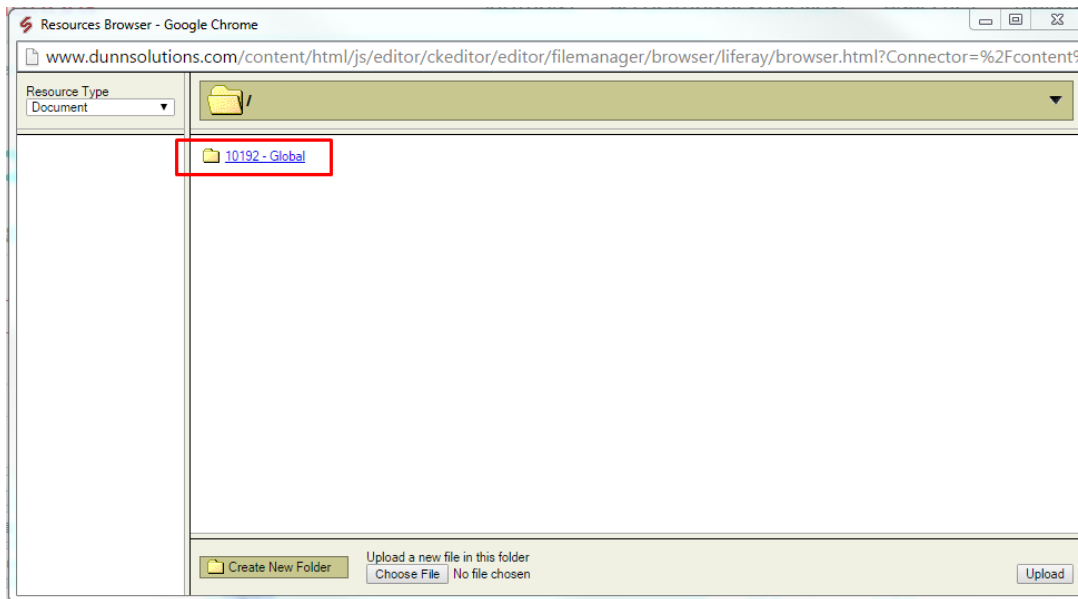 Resources Browser - Google Chrome
www.dunnsolutions.com/content/html/js/editor/ckeditor/editor/filemanager/browser/liferay/browser.html?Connector=%2Fcontent%
Resource Type
Document
/
10192 - Global
Create New Folder
Upload a new file in this folder
Choose File No file chosen
Upload